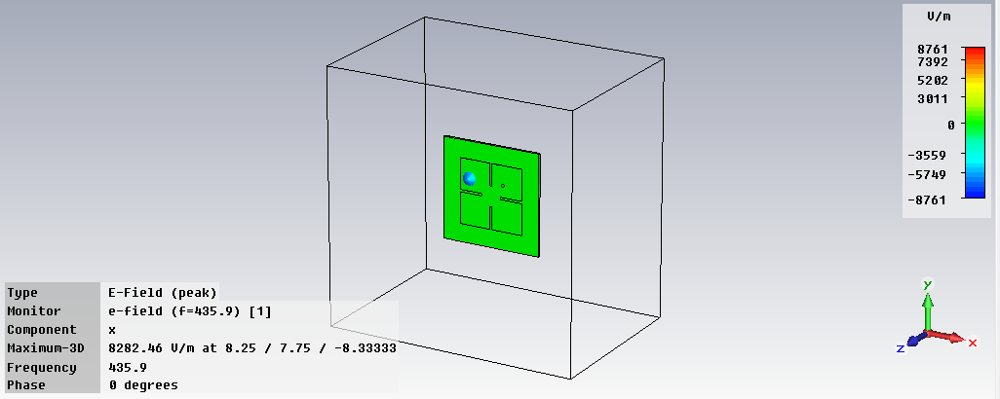 V/m
8761
7392
5202
3011
0
-3559
-5749
-8761
Type E-Field (peak)
Monitor e-field (f=435.9) [1]
Component x
Maximum-3D 8282.46 V/m at 8.25 / 7.75 / -8.33333
Frequency 435.9
Phase 0 degrees
y
x
z